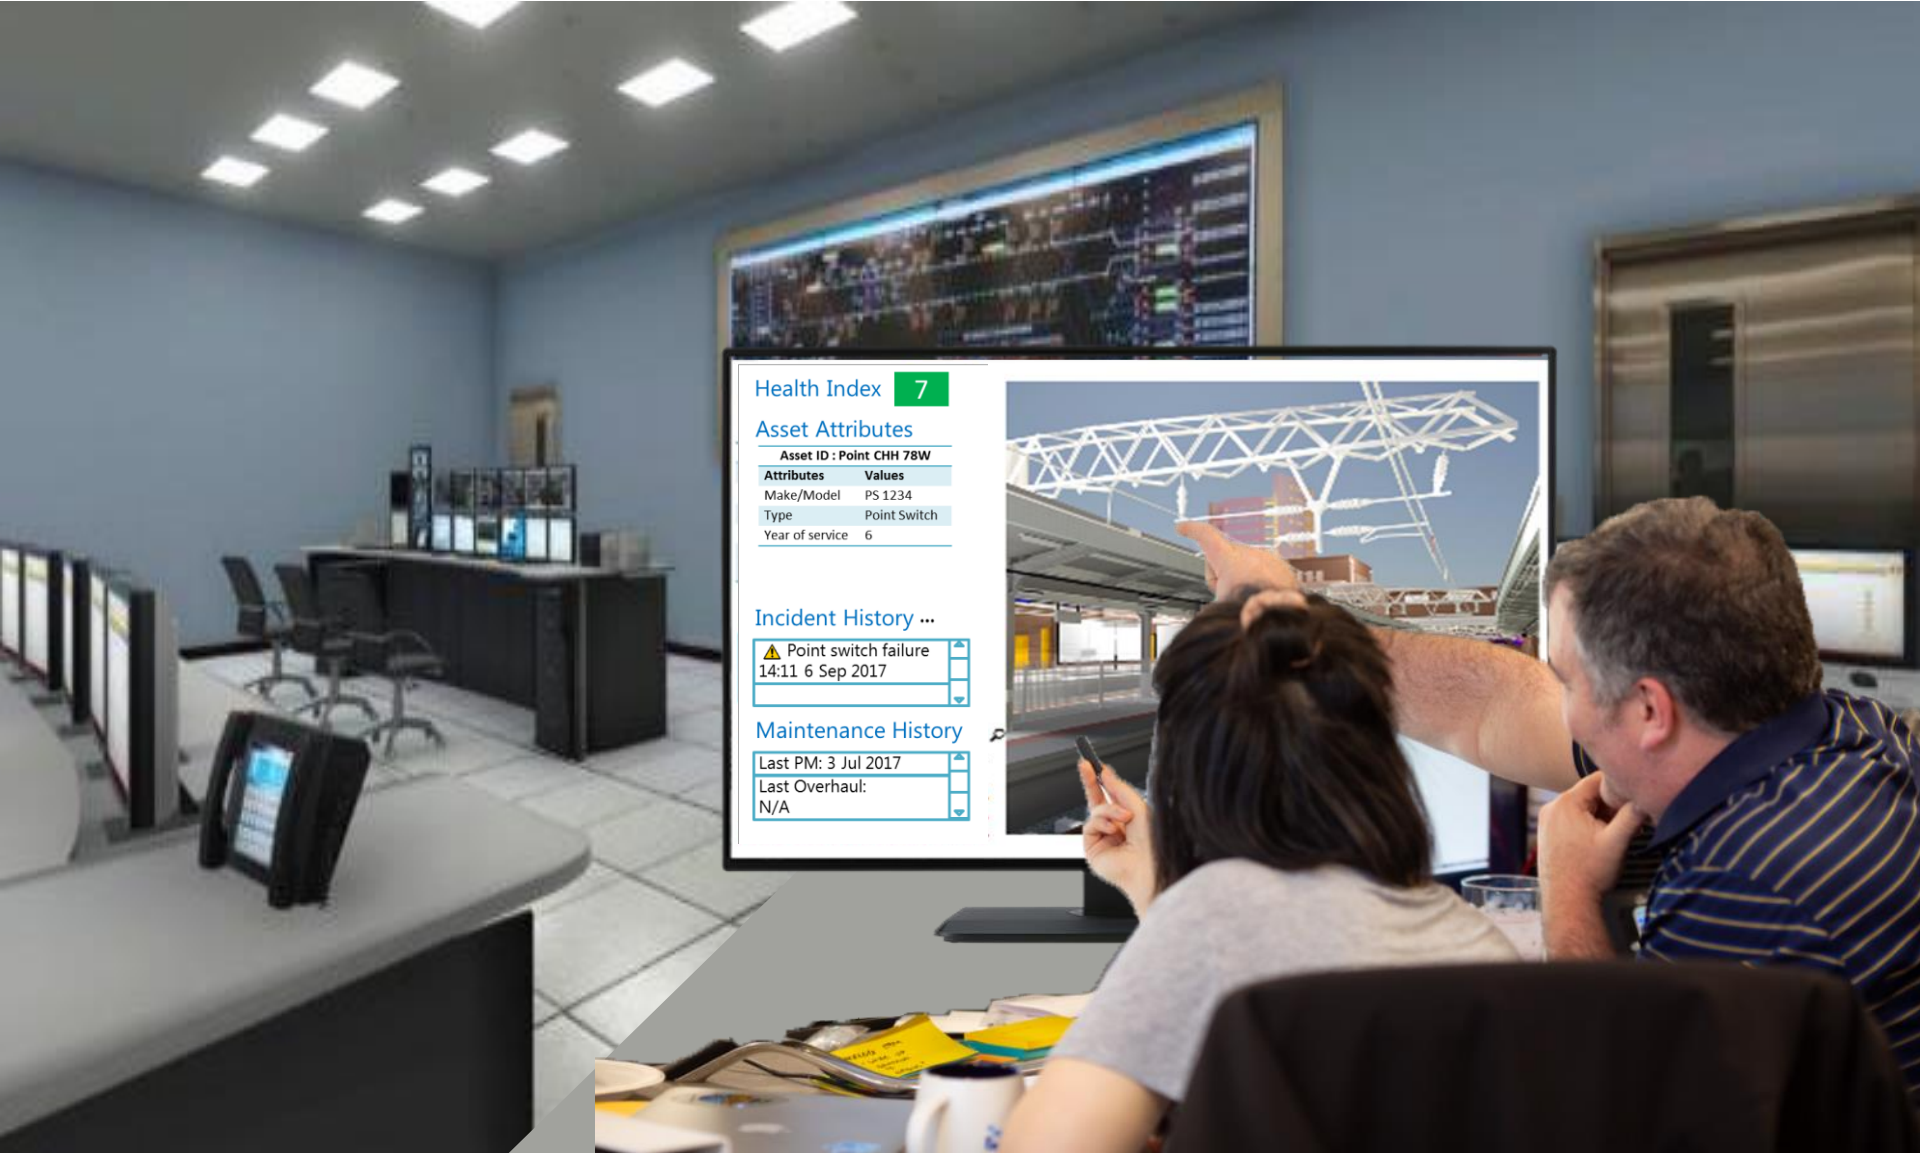 Health Index 7
Asset Attributes
Asset ID : Point CHH 78W
Attributes Values
Make/Model PS 1234
Type Point Switch
Year of service 6
Incident History ...
Point switch failure
14:11 6 Sep 2017
Maintenance History
Last PM: 3 Jul 2017
Last Overhaul:
N/A